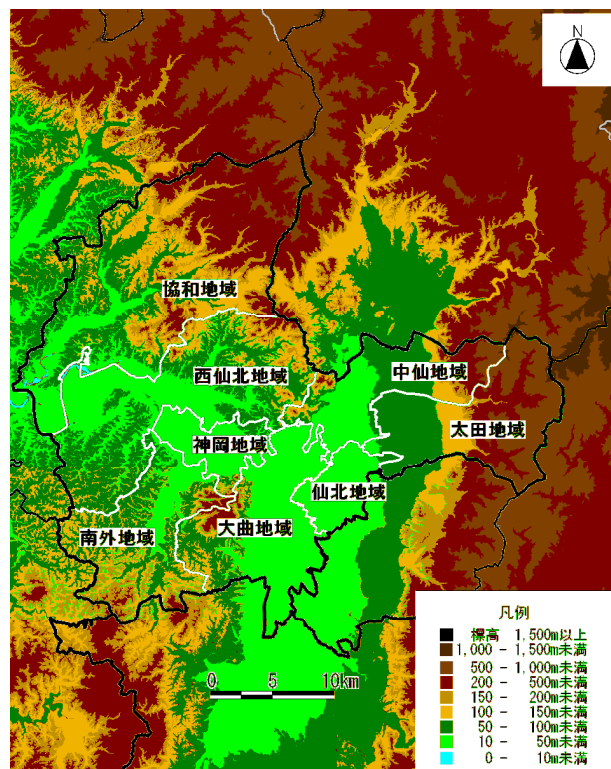 N
協和地域
西仙北地域
中仙地域
太田地域
神岡地域
仙北地域
南外地域
大曲地域
0 5 10km
凡例
標高 1,500m以上
1,000 - 1,500m未満
500 - 1,000m未満
200 - 500m未満
150 - 200m未満
100 - 150m未満
50 - 100m未満
10 - 50m未満
0 - 10m未満